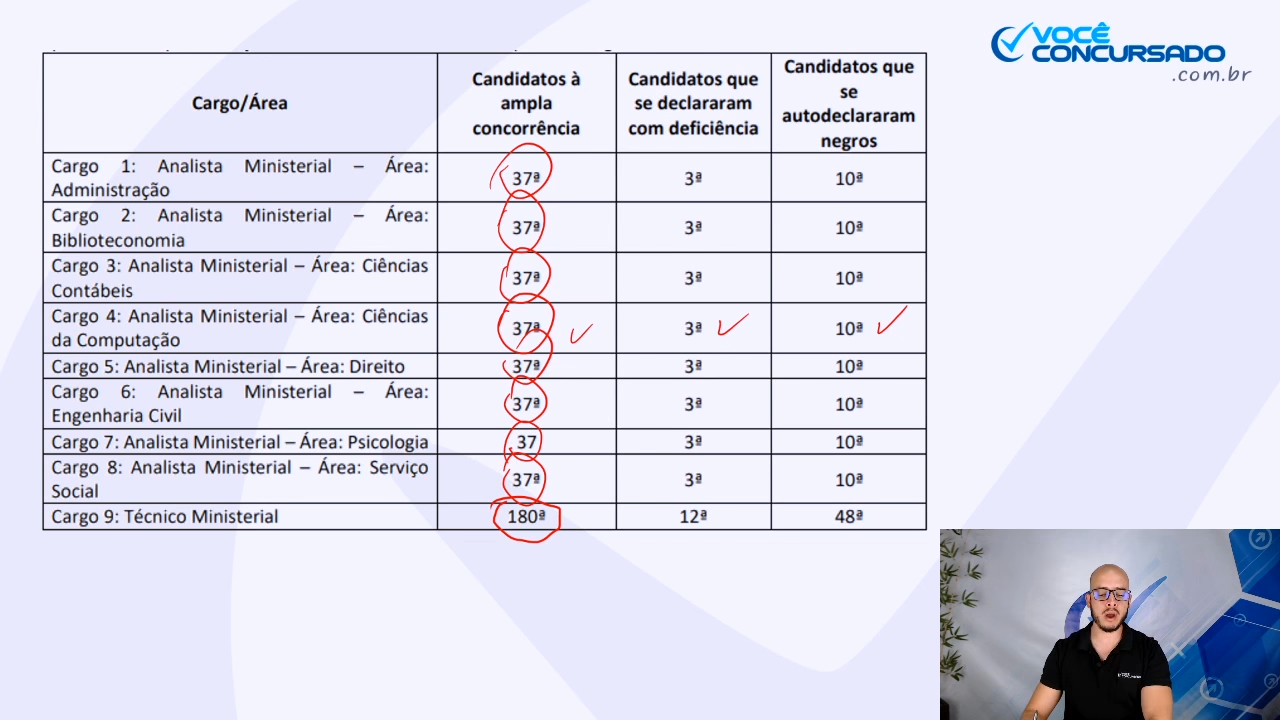 VOCÊ
CONCURSADO
.com.br
Cargo/Área
Candidatos à
ampla
concorrência
Candidatos que
se declararam
com deficiência
Candidatos que
se
autodeclararam
negros
Cargo 1: Analista Ministerial – Área:
Administração
37ª
3ª
10ª
Cargo 2: Analista Ministerial – Área:
Biblioteconomia
37ª
3ª
10ª
Cargo 3: Analista Ministerial – Área: Ciências
Contábeis
37ª
3ª
10ª
Cargo 4: Analista Ministerial – Área: Ciências
da Computação
37ª
3ª
10ª
Cargo 5: Analista Ministerial – Área: Direito
37ª
3ª
10ª
Cargo 6: Analista Ministerial – Área:
Engenharia Civil
37ª
3ª
10ª
Cargo 7: Analista Ministerial – Área: Psicologia
37
3ª
10ª
Cargo 8: Analista Ministerial – Área: Serviço
Social
37ª
3ª
10ª
Cargo 9: Técnico Ministerial
180ª
12ª
48ª